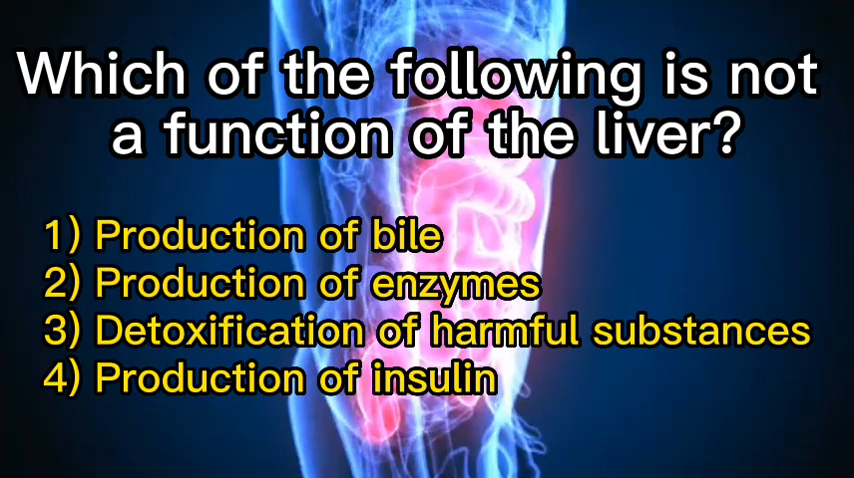 Which of the following is not
a function of the liver?
1) Production of bile
2) Production of enzymes
3) Detoxification of harmful substances
4) Production of insulin